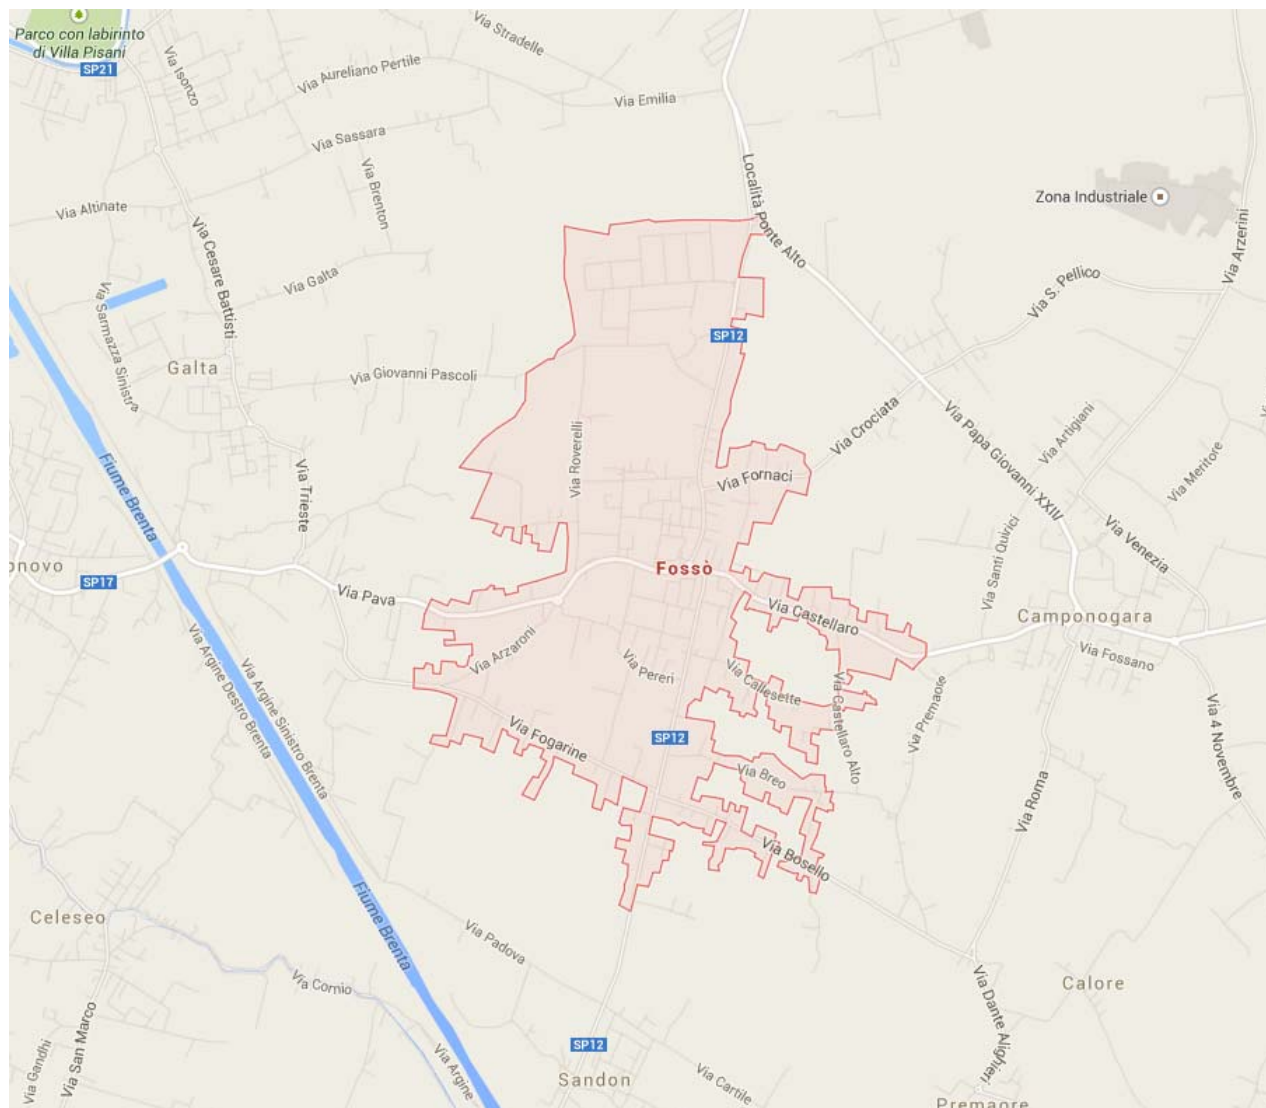 Parco con labirinto
di Villa Pisani
SP21
Via Isonzo
Via Stradelle
Via Aureliano Pertile
Via Emilia
Via Sassara
Via Brenton
Via Altinate
Via Cesare Battisti
Località Ponte Alto
Zona Industriale
Via Arzerini
Via Galta
Via Sarmazza Sinistra
Via S. Pellico
SP12
Galta
Via Giovanni Pascoli
Via Roverelli
Via Crociata
Via Papa Giovanni XXIII
Via Artigiani
Via Meritore
Fiume Brenta
Via Trieste
Via Fornaci
Via Santi Quirici
Via Venezia
onovo
SP17
Via Pava
Fossò
Via Castellaro
Camponogara
Via Fossano
Via Argine Destro Brenta
Via Argine Sinistro Brenta
Via Arzaroni
Via Pereri
Via Callesette
Via Castellaro Alto
Via Premaore
Via 4 Novembre
Via Fogarine
SP12
Via Breo
Via Roma
Via Bosello
Fiume Brenta
Celeseo
Via Padova
Via Cornio
Calore
Via Dante Alighieri
Via San Marco
Via Gandhi
Via Argine
SP12
Sandon
Via Cartile
Premaore